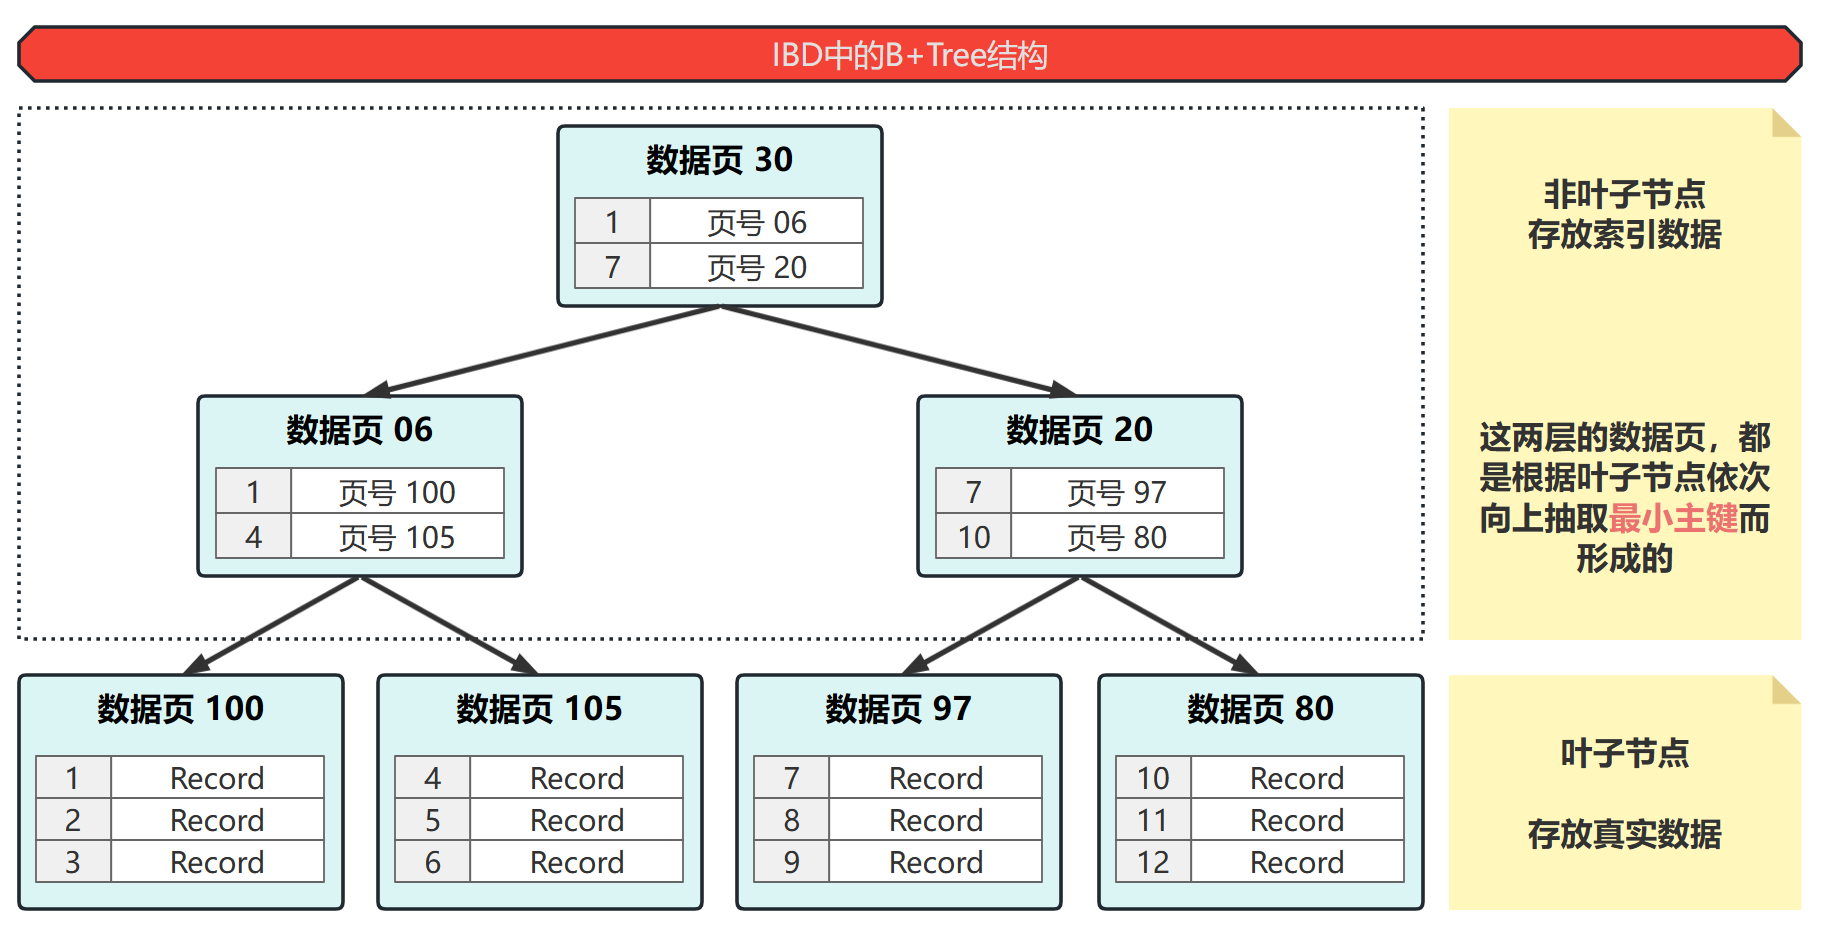 IBD中的B+Tree结构
数据页 30
1 页号 06
7 页号 20
非叶子节点
存放索引数据
数据页 06
1 页号 100
4 页号 105
数据页 20
7 页号 97
10 页号 80
这两层的数据页，都
是根据叶子节点依次
向上抽取最小主键而
形成的
数据页 100
1 Record
2 Record
3 Record
数据页 105
4 Record
5 Record
6 Record
数据页 97
7 Record
8 Record
9 Record
数据页 80
10 Record
11 Record
12 Record
叶子节点
存放真实数据